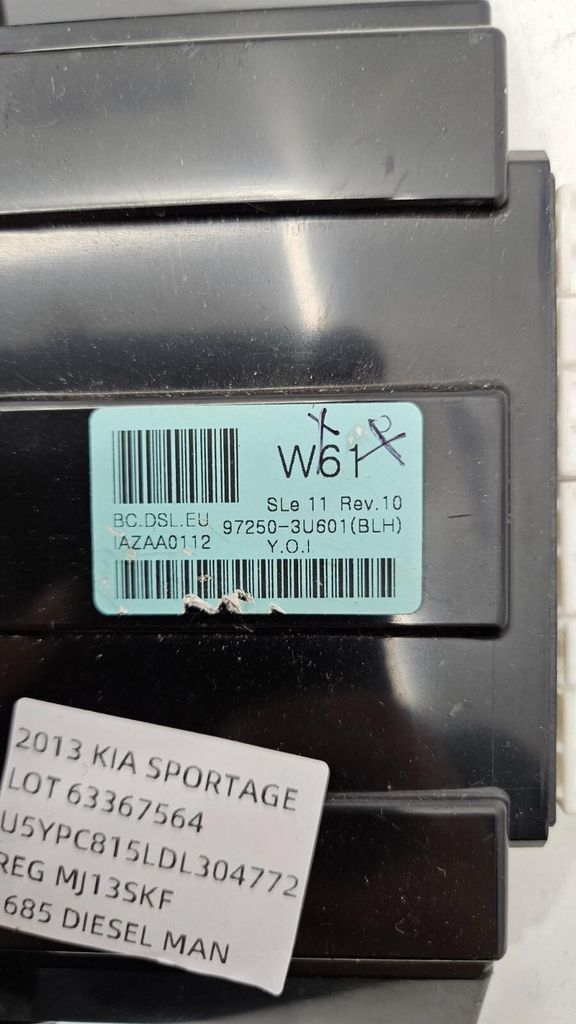 W61
SLe 11 Rev.10
BC.DSL.EU 97250-3U601(BLH)
IAZAA0112 Y.O.I
2013 KIA SPORTAGE
LOT 63367564
U5YPC815LDL304772
REG MJ13SKF
685 DIESEL MAN